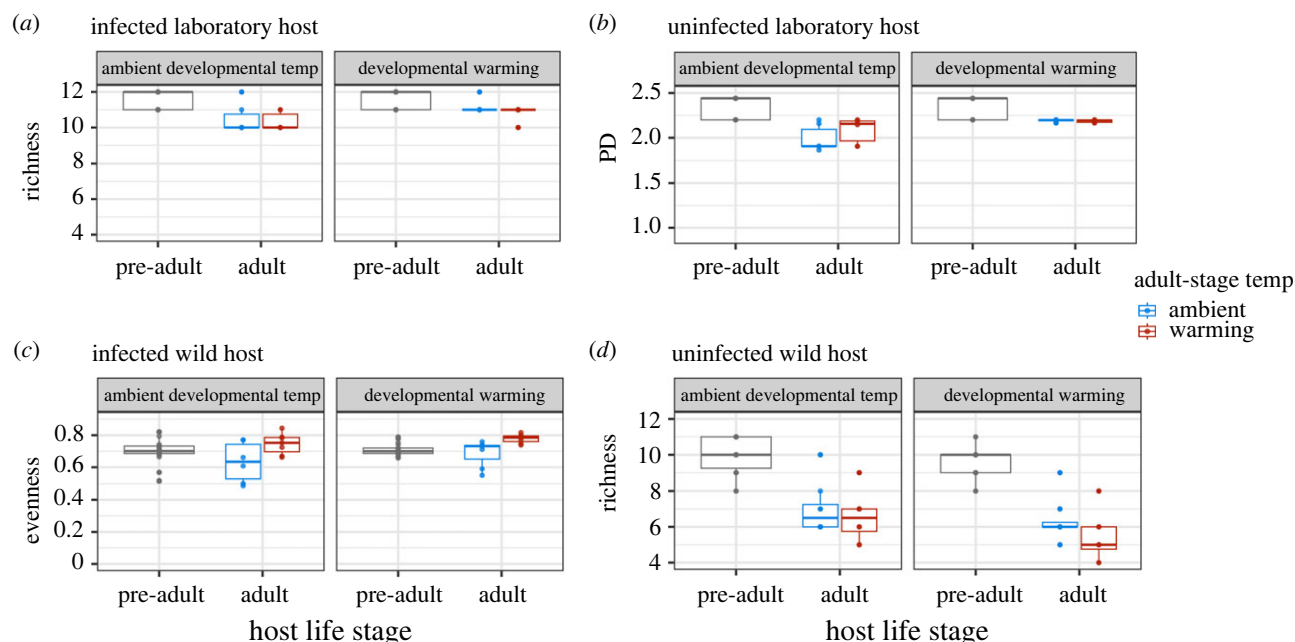 (a) infected laboratory host
ambient developmental temp developmental warming
richness
12
10
8
6
4
pre-adult adult pre-adult adult
(b) uninfected laboratory host
ambient developmental temp developmental warming
PD
2.5
2.0
1.5
1.0
pre-adult adult pre-adult adult
adult-stage temp
ambient
warming
(c) infected wild host
ambient developmental temp developmental warming
evenness
0.8
0.6
0.4
0.2
0
pre-adult adult pre-adult adult
host life stage
(d) uninfected wild host
ambient developmental temp developmental warming
richness
12
10
8
6
4
pre-adult adult pre-adult adult
host life stage